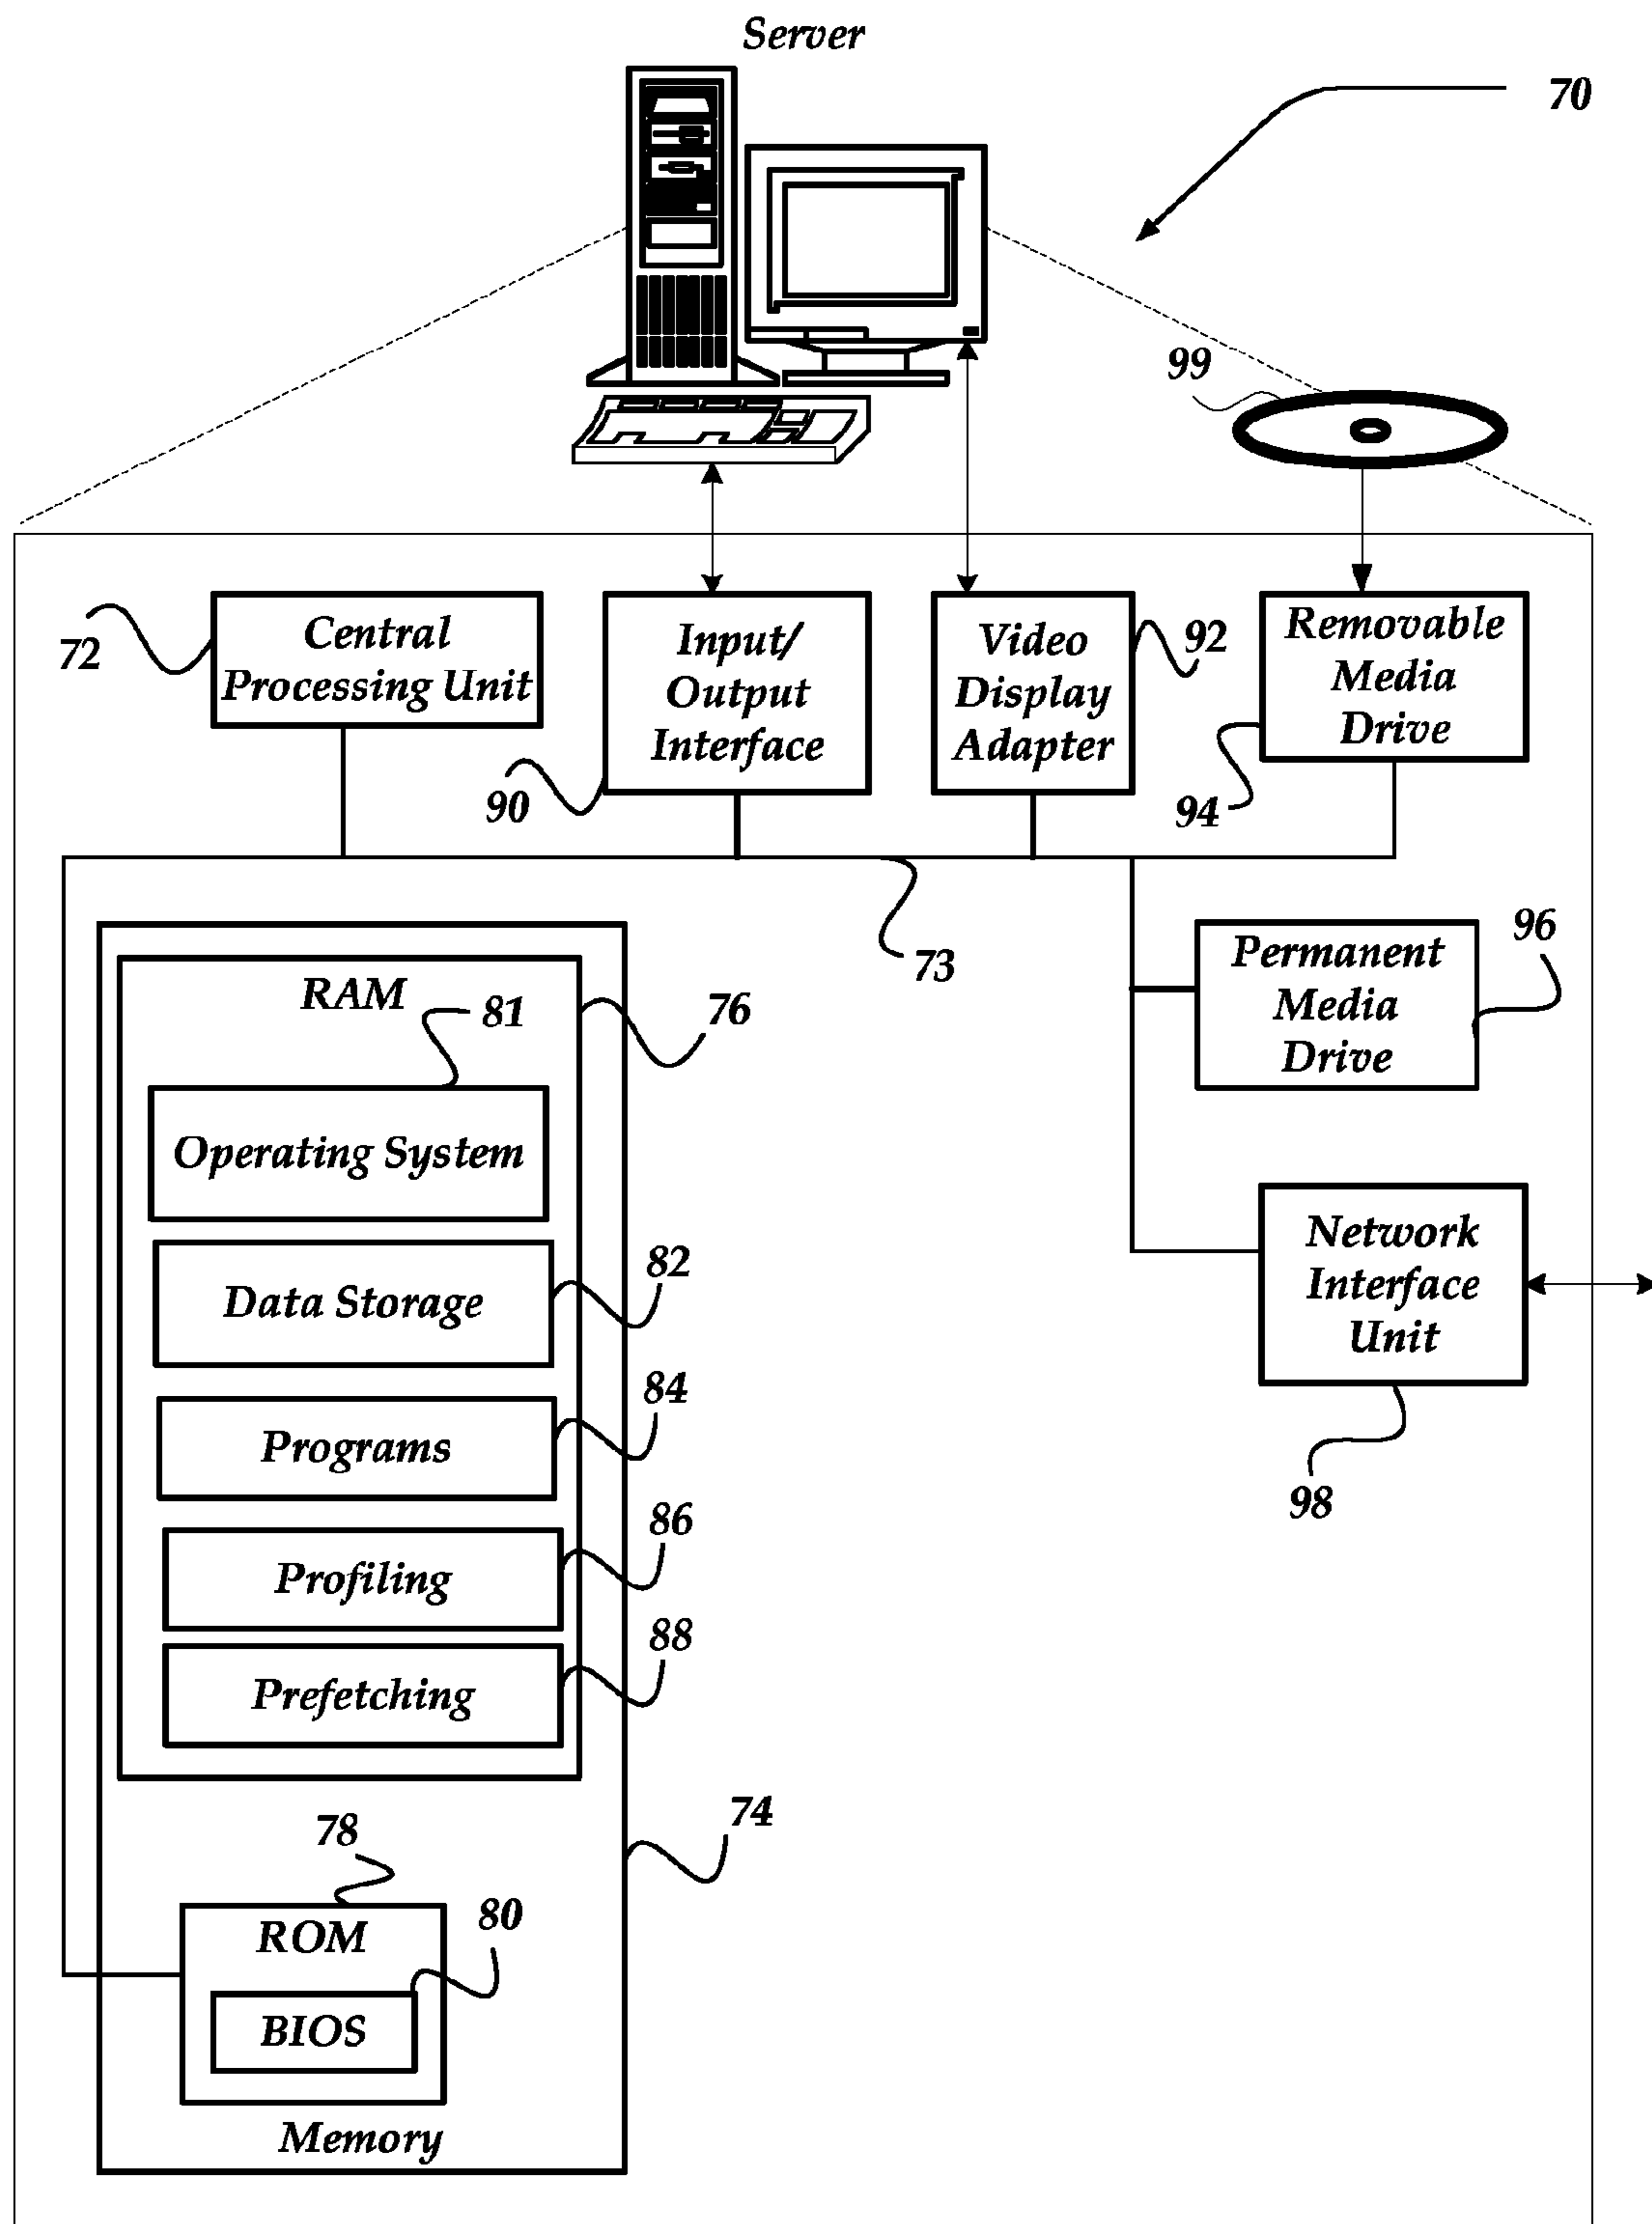 Server
70
99
Central
Processing Unit
72
Input/
Output
Interface
90
Video
Display
Adapter
92
Removable
Media
Drive
94
73
Permanent
Media
Drive
96
RAM
81
76
Operating System
Data Storage
82
Programs
84
Profiling
86
Prefetching
88
Network
Interface
Unit
98
74
78
ROM
80
BIOS
Memory